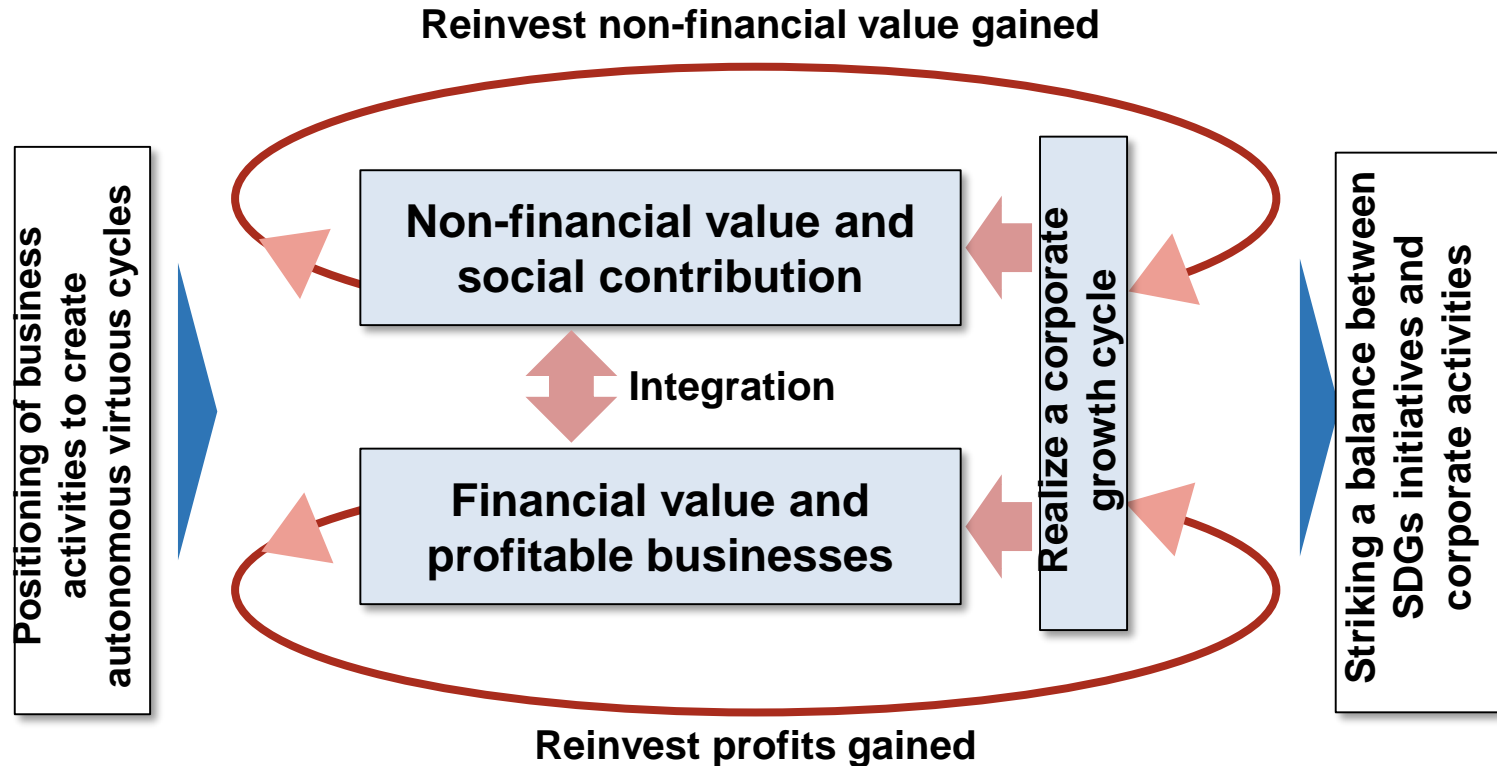 Reinvest non-financial value gained
Positioning of business
activities to create
autonomous virtuous cycles
Non-financial value and
social contribution
Integration
Financial value and
profitable businesses
Realize a corporate
growth cycle
Striking a balance between
SDGs initiatives and
corporate activities
Reinvest profits gained